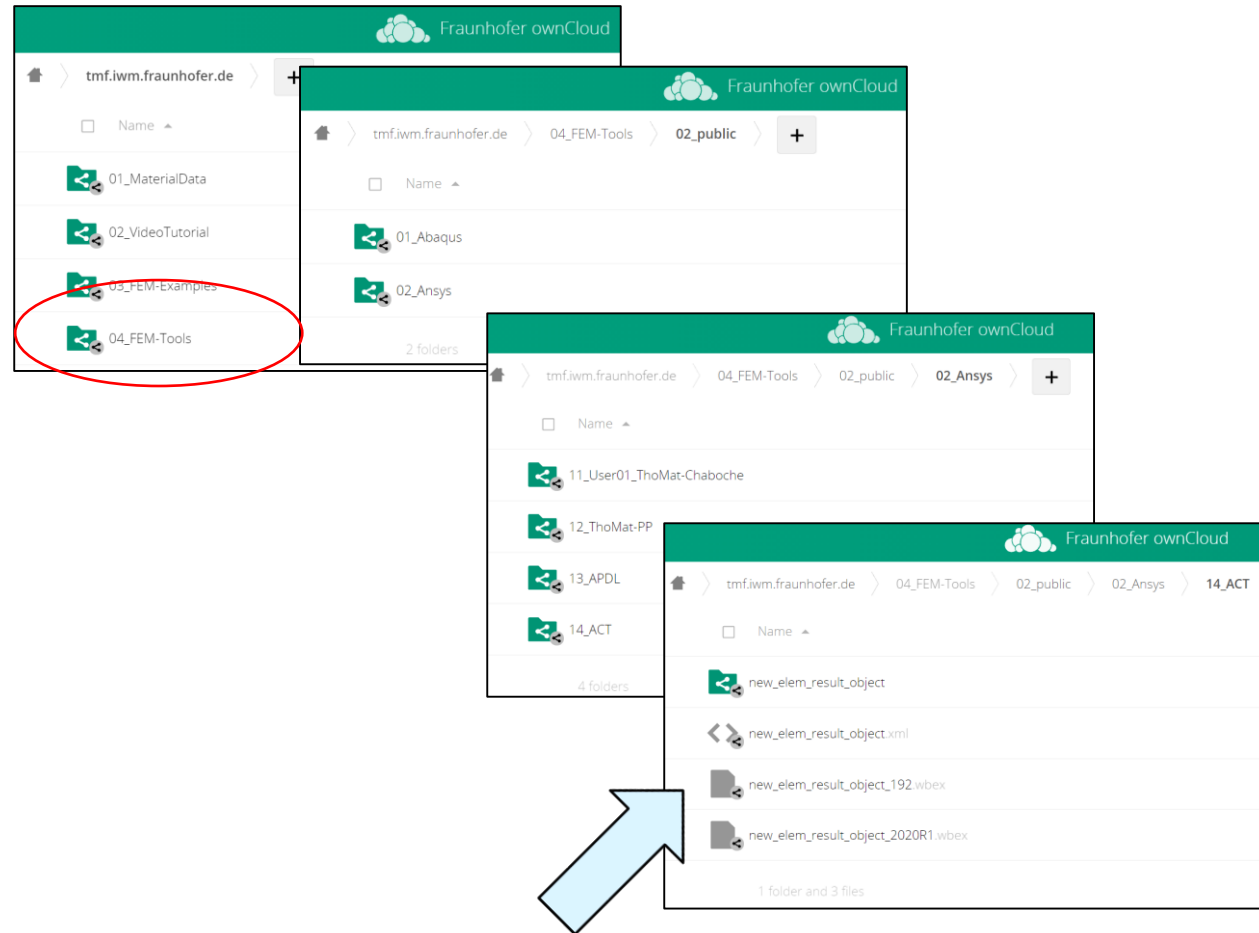 Fraunhofer ownCloud
tmf.iwm.fraunhofer.de +
Name
01_MaterialData
02_VideoTutorial
03_FEM-Examples
04_FEM-Tools
Fraunhofer ownCloud
tmf.iwm.fraunhofer.de 04_FEM-Tools 02_public +
Name
01_Abaqus
02_Ansys
2 folders
Fraunhofer ownCloud
tmf.iwm.fraunhofer.de 04_FEM-Tools 02_public 02_Ansys +
Name
11_User01_ThoMat-Chaboche
12_ThoMat-PP
13_APDL
14_ACT
4 folders
Fraunhofer ownCloud
tmf.iwm.fraunhofer.de 04_FEM-Tools 02_public 02_Ansys 14_ACT
Name
new_elem_result_object
new_elem_result_object.xml
new_elem_result_object_192.wbex
new_elem_result_object_2020R1.wbex
1 folder and 3 files